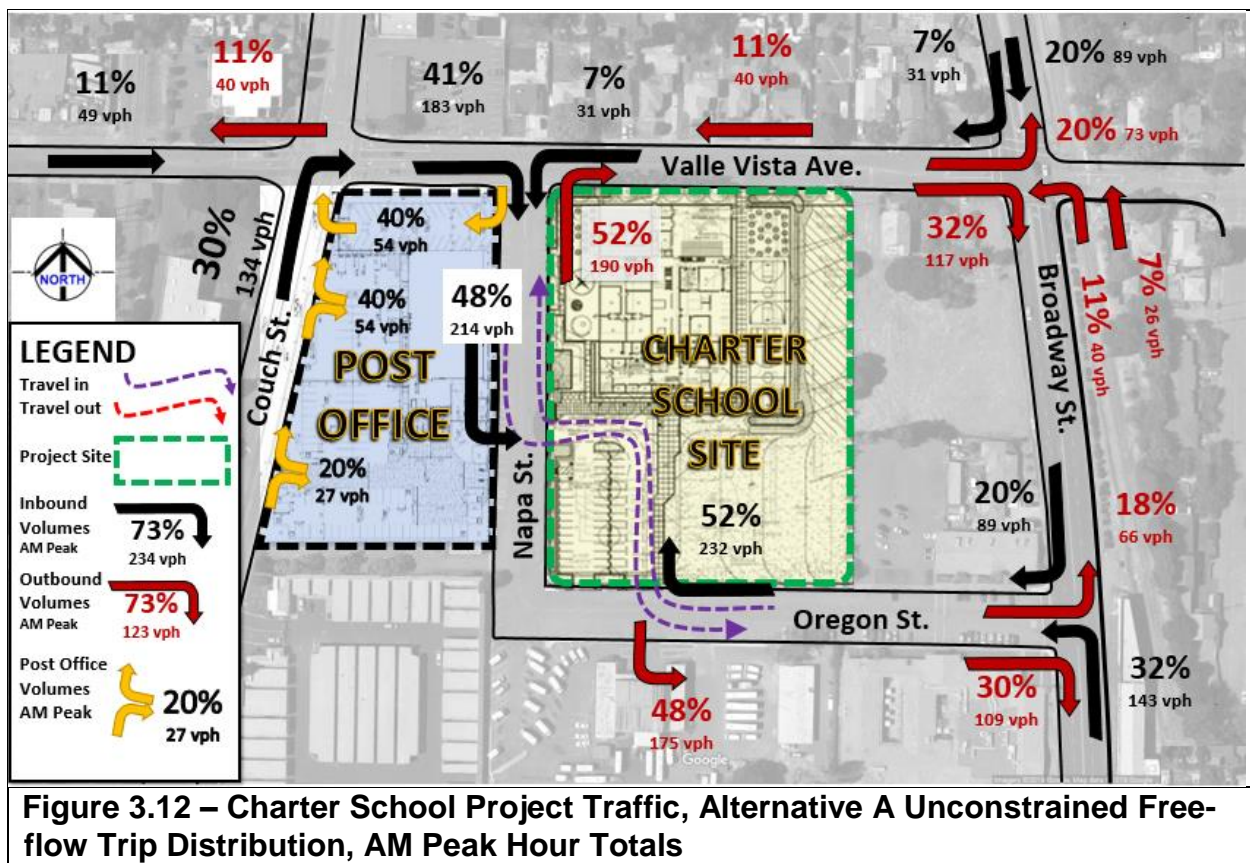 11%
49 vph
11%
40 vph
41%
183 vph
7%
31 vph
11%
40 vph
7%
31 vph
20% 89 vph
20% 73 vph
Valle Vista Ave.
30%
134 vph
NORTH
40%
54 vph
40%
54 vph
20%
27 vph
POST
OFFICE
Couch St.
48%
214 vph
Napa St.
52%
190 vph
CHARTER
SCHOOL
SITE
52%
232 vph
32%
117 vph
Broadway St.
11% 40 vph
7% 26 vph
20%
89 vph
18%
66 vph
Oregon St.
48%
175 vph
30%
109 vph
32%
143 vph
Google
LEGEND
Travel in
Travel out
Project Site
Inbound
Volumes
AM Peak
73%
234 vph
Outbound
Volumes
AM Peak
73%
123 vph
Post Office
Volumes
AM Peak
20%
27 vph
Figure 3.12 – Charter School Project Traffic, Alternative A Unconstrained Free-
flow Trip Distribution, AM Peak Hour Totals